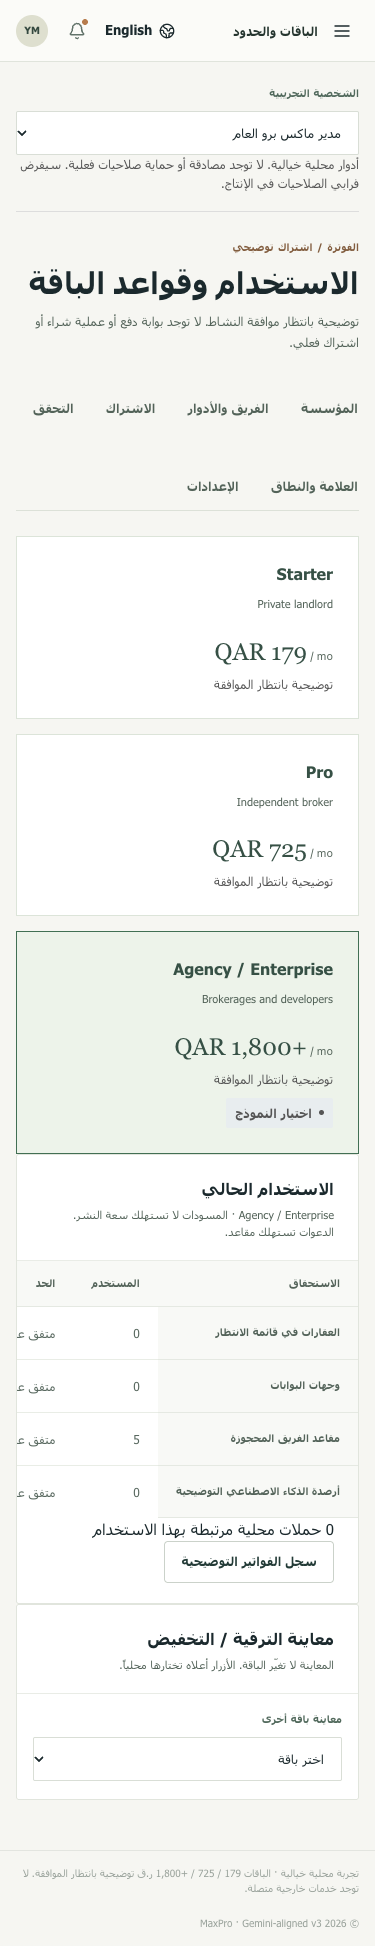 الباقات والحدود
English
YM
الشخصية التجريبية
مدير ماكس برو العام
أدوار محلية خيالية. لا توجد مصادقة أو حماية صلاحيات فعلية. سيفرض
فرابي الصلاحيات في الإنتاج.
الفوترة / اشتراك توضيحي
الاستخدام وقواعد الباقة
توضيحية بانتظار موافقة النشاط. لا توجد بوابة دفع أو عملية شراء أو
اشتراك فعلي.
المؤسسة
الفريق والأدوار
الاشتراك
التحقق
العلامة والنطاق
الإعدادات
Starter
Private landlord
QAR 179 / mo
توضيحية بانتظار الموافقة
Pro
Independent broker
QAR 725 / mo
توضيحية بانتظار الموافقة
Agency / Enterprise
Brokerages and developers
QAR 1,800+ / mo
توضيحية بانتظار الموافقة
• اختيار النموذج
الاستخدام الحالي
Agency / Enterprise · المسودات لا تستهلك سعة النشر.
الدعوات تستهلك مقاعد.
الاستحقاق المستخدم الحد
العقارات في قائمة الانتظار 0 متفق
وجهات البوابات 0 متفق
مقاعد الفريق المحجوزة 5 متفق
أرصدة الذكاء الاصطناعي التوضيحية 0 متفق
0 حملات محلية مرتبطة بهذا الاستخدام
سجل الفواتير التوضيحية
معاينة الترقية / التخفيض
المعاينة لا تغيّر الباقة. الأزرار أعلاه تختارها محلياً.
معاينة باقة أخرى
اختر باقة
تجربة محلية خيالية · الباقات 179 / 725 / +1,800 ر.ق توضيحية بانتظار الموافقة. لا
توجد خدمات خارجية متصلة.
© 2026 MaxPro · Gemini-aligned v3